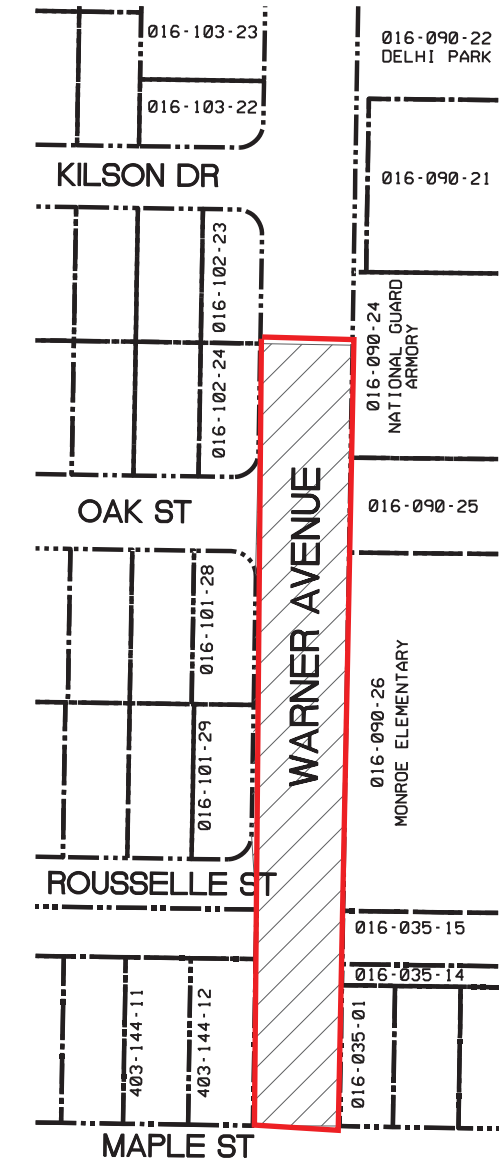 016-103-23
016-090-22
DELHI PARK
016-103-22
KILSON DR
016-090-21
016-102-23
016-090-24
NATIONAL GUARD
ARMORY
016-102-24
OAK ST
016-090-25
WARNER AVENUE
016-101-28
016-090-26
MONROE ELEMENTARY
016-101-29
ROUSSELLE ST
016-035-15
016-035-14
403-144-11
403-144-12
016-035-01
MAPLE ST